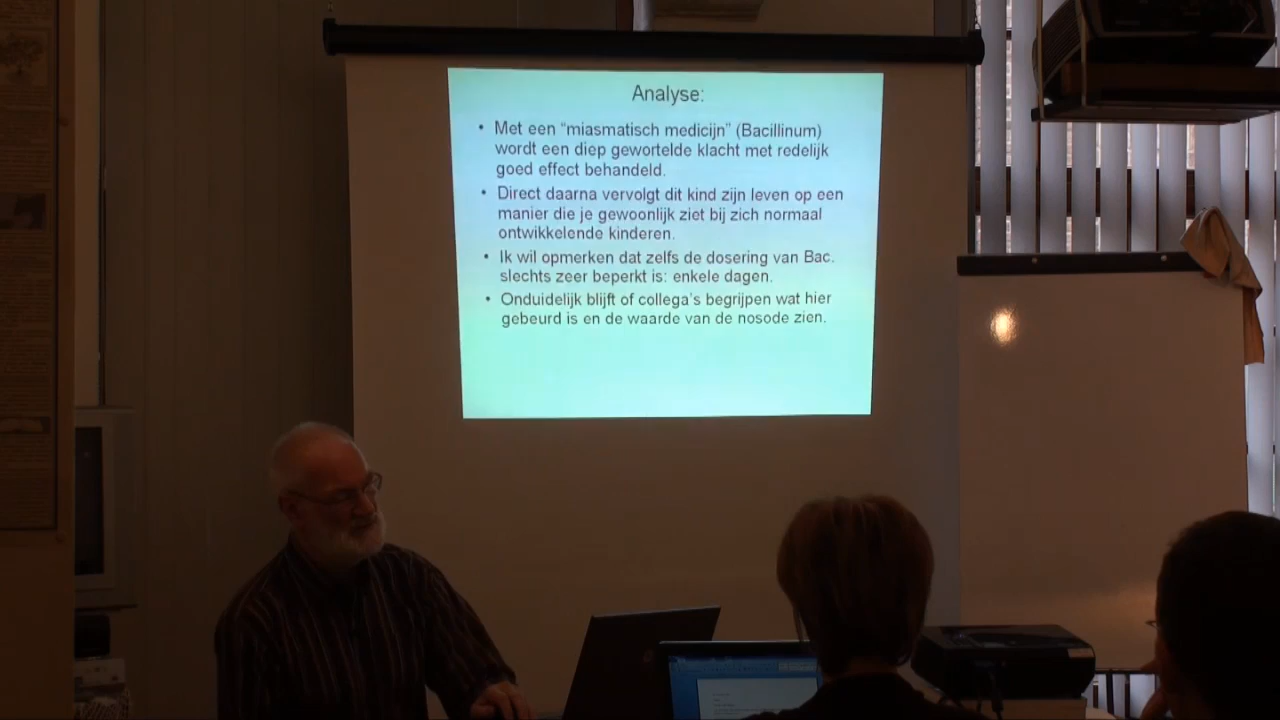 Analyse:
• Met een “miasmatisch medicijn” (Bacillinum)
wordt een diep gewortelde klacht met redelijk
goed effect behandeld.
• Direct daarna vervolgt dit kind zijn leven op een
manier die je gewoonlijk ziet bij zich normaal
ontwikkelende kinderen.
• Ik wil opmerken dat zelfs de dosering van Bac.
slechts zeer beperkt is: enkele dagen.
• Onduidelijk blijft of collega's begrijpen wat hier
gebeurd is en de waarde van de nosode zien.